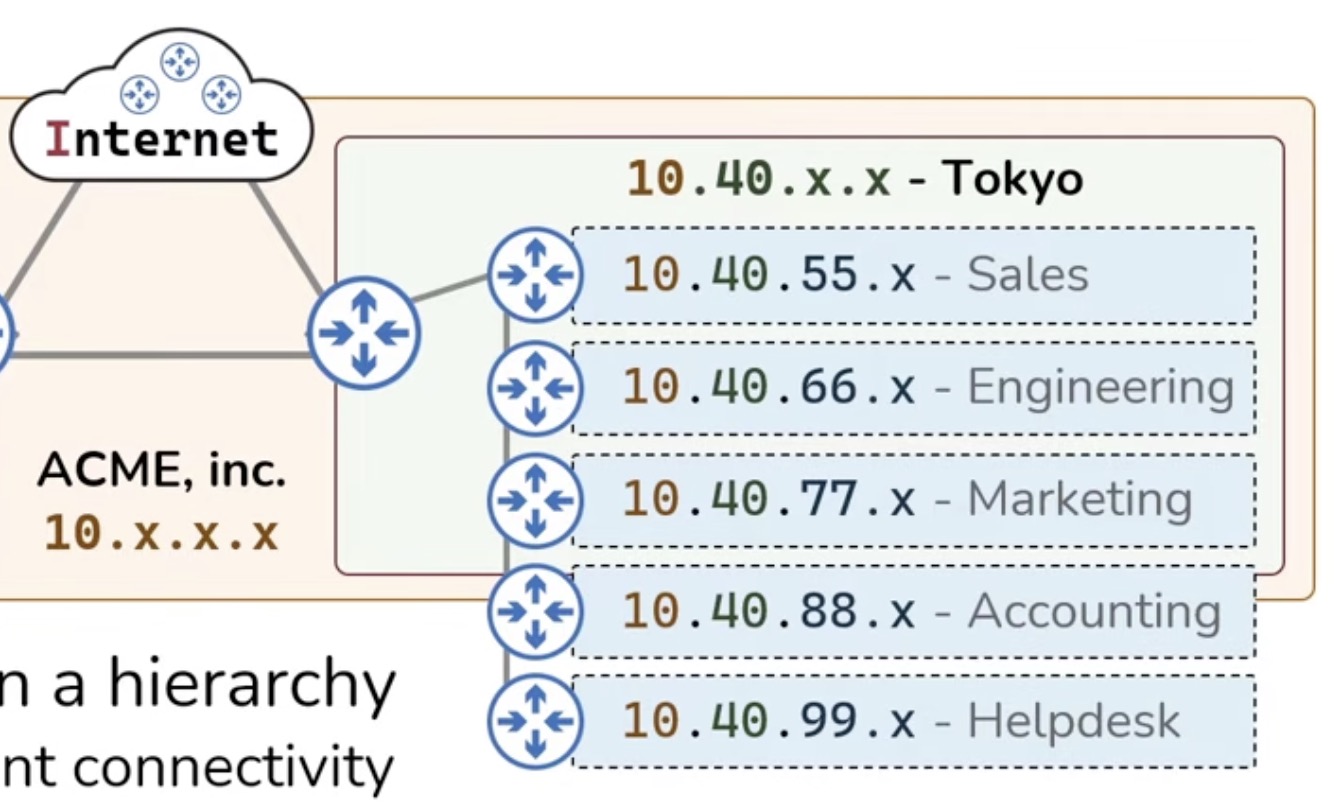 Internet
10.40.x.x - Tokyo
10.40.55.x - Sales
10.40.66.x - Engineering
10.40.77.x - Marketing
10.40.88.x - Accounting
10.40.99.x - Helpdesk
ACME, inc.
10.x.x.x
n a hierarchy
nt connectivity